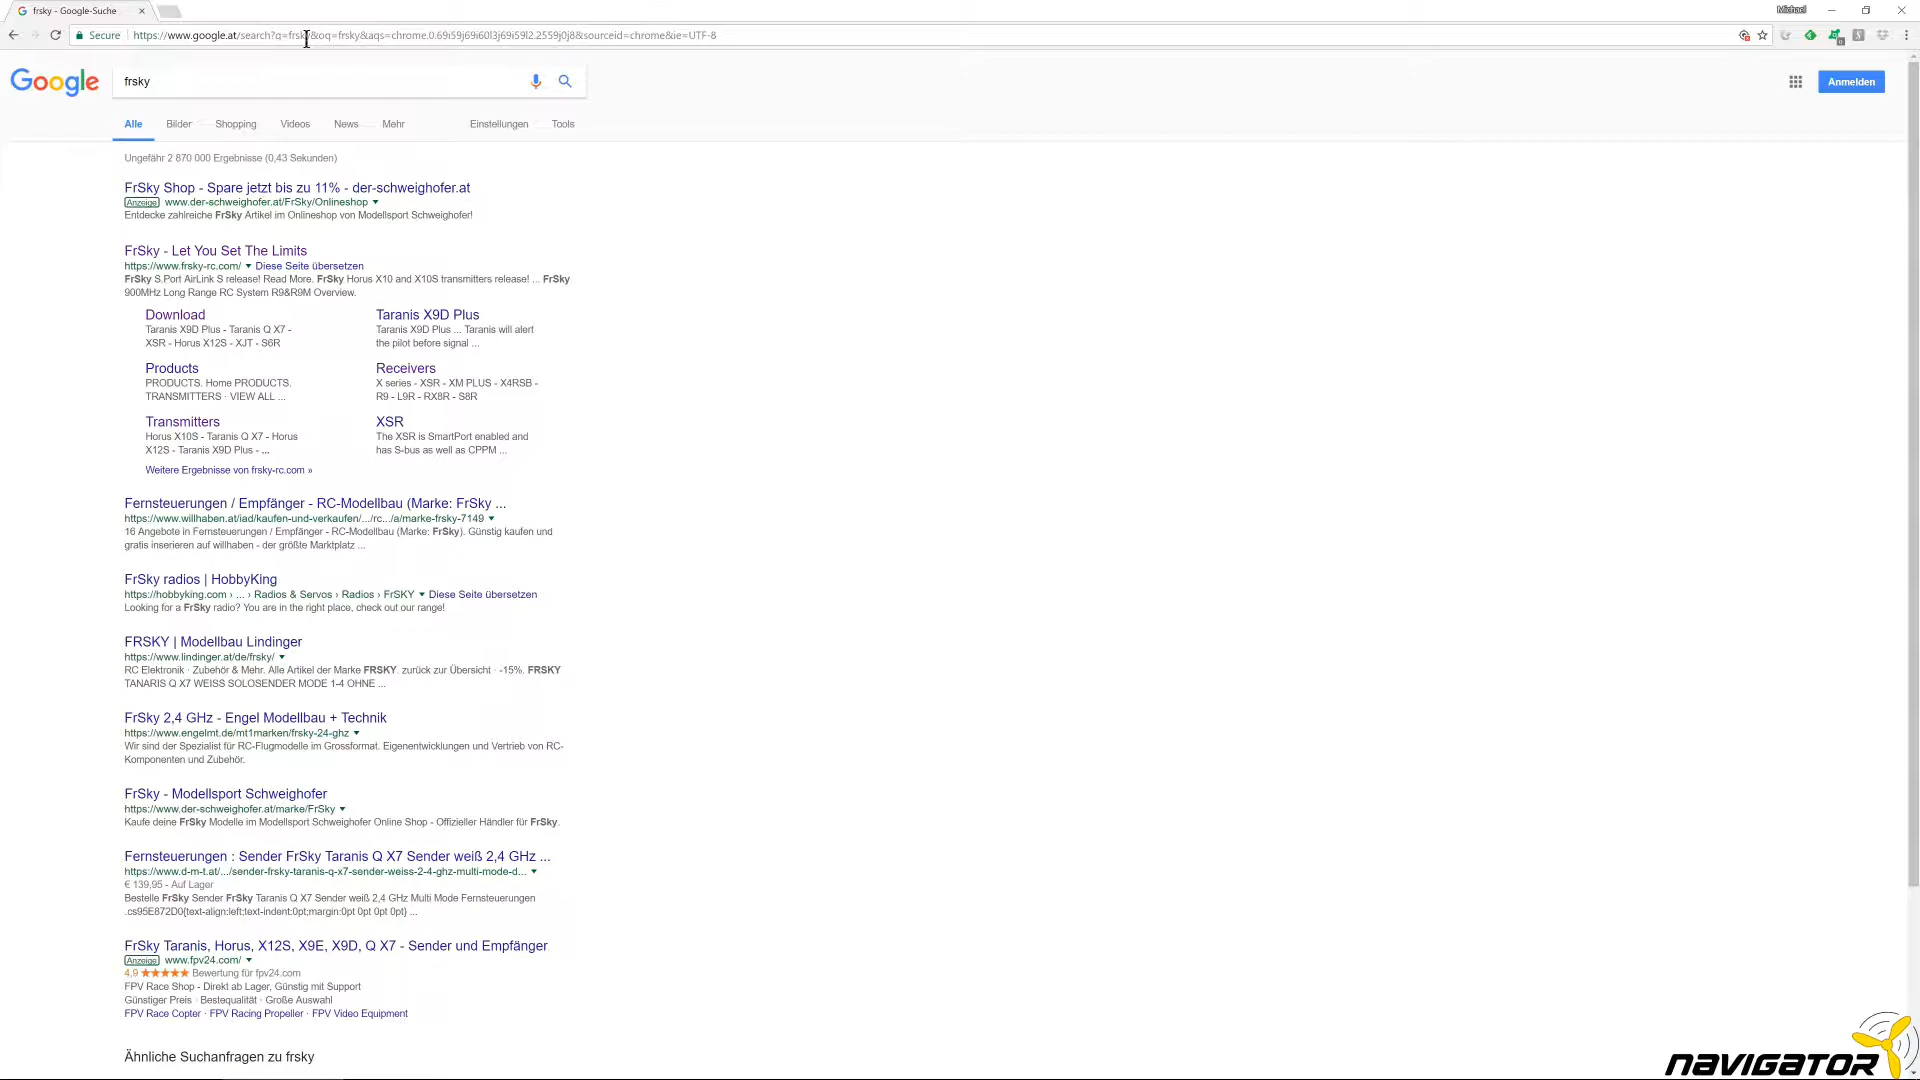 frsky - Google-Suche
Michael
Secure https://www.google.at/search?q=frsky&oq=frsky&aqs=chrome.0.69i59j69i60l3j69i59l2.2559j0j8&sourceid=chrome&ie=UTF-8
Google frsky
Anmelden
Alle Bilder Shopping Videos News Mehr Einstellungen Tools
Ungefähr 2 870 000 Ergebnisse (0,43 Sekunden)
FrSky Shop - Spare jetzt bis zu 11% - der-schweighofer.at
Anzeige www.der-schweighofer.at/FrSky/Onlineshop
Entdecke zahlreiche FrSky Artikel im Onlineshop von Modellsport Schweighofer!
FrSky - Let You Set The Limits
https://www.frsky-rc.com/ Diese Seite übersetzen
FrSky S.Port AirLink S release! Read More. FrSky Horus X10 and X10S transmitters release! ... FrSky
900MHz Long Range RC System R9&R9M Overview.
Download
Taranis X9D Plus - Taranis Q X7 -
XSR - Horus X12S - XJT - S6R
Taranis X9D Plus
Taranis X9D Plus ... Taranis will alert
the pilot before signal ...
Products
PRODUCTS. Home PRODUCTS.
TRANSMITTERS · VIEW ALL ...
Receivers
X series - XSR - XM PLUS - X4RSB -
R9 - L9R - RX8R - S8R
Transmitters
Horus X10S - Taranis Q X7 - Horus
X12S - Taranis X9D Plus - ...
XSR
The XSR is SmartPort enabled and
has S-bus as well as CPPM ...
Weitere Ergebnisse von frsky-rc.com »
Fernsteuerungen / Empfänger - RC-Modellbau (Marke: FrSky ...
https://www.willhaben.at/iad/kaufen-und-verkaufen/.../rc.../a/marke-frsky-7149
16 Angebote in Fernsteuerungen / Empfänger - RC-Modellbau (Marke: FrSky). Günstig kaufen und
gratis inserieren auf willhaben - der größte Marktplatz ...
FrSky radios | HobbyKing
https://hobbyking.com › ... › Radios & Servos › Radios › FrSKY Diese Seite übersetzen
Looking for a FrSky radio? You are in the right place, check out our range!
FRSKY | Modellbau Lindinger
https://www.lindinger.at/de/frsky/
RC Elektronik · Zubehör & Mehr. Alle Artikel der Marke FRSKY. zurück zur Übersicht · -15%. FRSKY
TANARIS Q X7 WEISS SOLOSENDER MODE 1-4 OHNE ...
FrSky 2,4 GHz - Engel Modellbau + Technik
https://www.engelmt.de/mt1marken/frsky-24-ghz
Wir sind der Spezialist für RC-Flugmodelle im Grossformat. Eigenentwicklungen und Vertrieb von RC-
Komponenten und Zubehör.
FrSky - Modellsport Schweighofer
https://www.der-schweighofer.at/marke/FrSky
Kaufe deine FrSky Modelle im Modellsport Schweighofer Online Shop - Offizieller Händler für FrSky.
Fernsteuerungen : Sender FrSky Taranis Q X7 Sender weiß 2,4 GHz ...
https://www.d-m-t.at/.../sender-frsky-taranis-q-x7-sender-weiss-2-4-ghz-multi-mode-d...
€ 139,95 - Auf Lager
Bestelle FrSky Sender FrSky Taranis Q X7 Sender weiß 2,4 GHz Multi Mode Fernsteuerungen
.cs95E872D0{text-align:left;text-indent:0pt;margin:0pt 0pt 0pt 0pt} ...
FrSky Taranis, Horus, X12S, X9E, X9D, Q X7 - Sender und Empfänger
Anzeige www.fpv24.com/
4,9 ★★★★★ Bewertung für fpv24.com
FPV Race Shop - Direkt ab Lager, Günstig mit Support
Günstiger Preis · Bestequalität · Große Auswahl
FPV Race Copter · FPV Racing Propeller · FPV Video Equipment
Ähnliche Suchanfragen zu frsky
NAVIGATOR